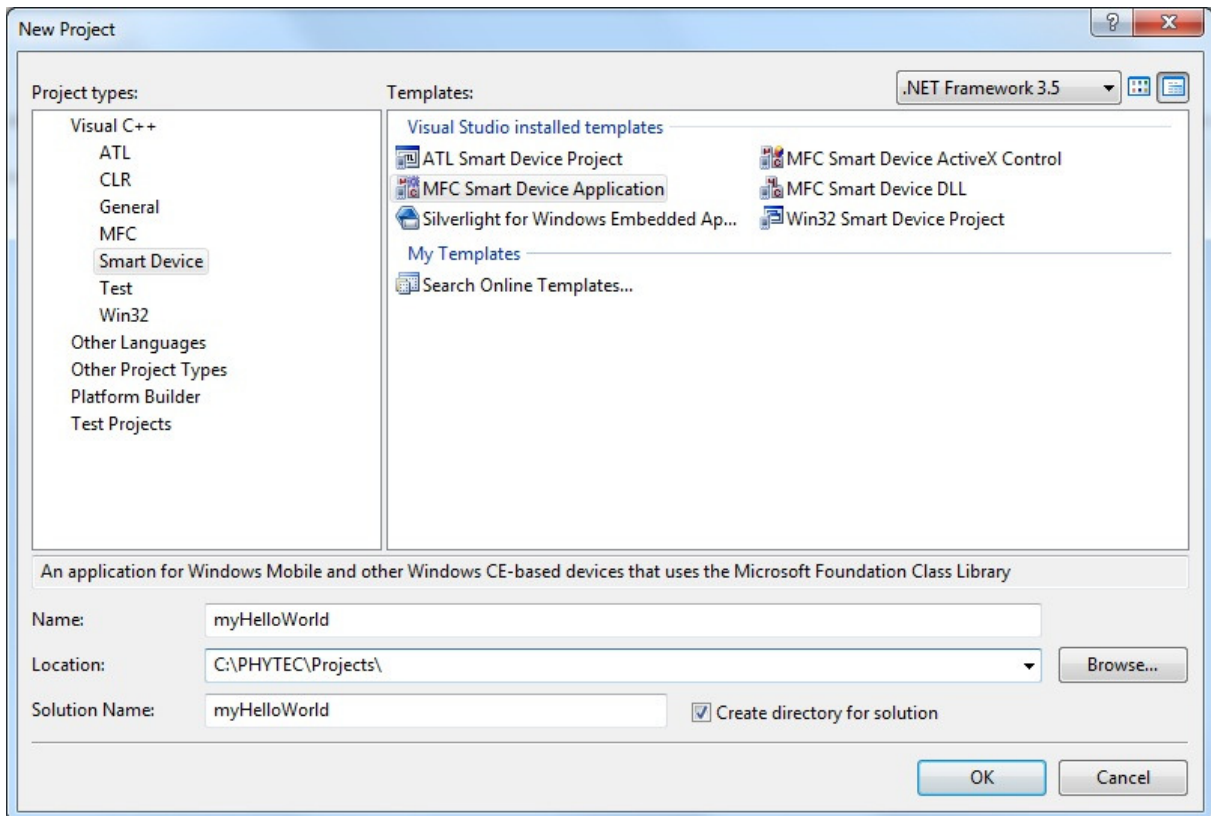 New Project
Project types:
Templates:
.NET Framework 3.5
Visual C++
ATL
CLR
General
MFC
Smart Device
Test
Win32
Other Languages
Other Project Types
Platform Builder
Test Projects
Visual Studio installed templates
ATL Smart Device Project
MFC Smart Device ActiveX Control
MFC Smart Device Application
MFC Smart Device DLL
Silverlight for Windows Embedded Ap...
Win32 Smart Device Project
My Templates
Search Online Templates...
An application for Windows Mobile and other Windows CE-based devices that uses the Microsoft Foundation Class Library
Name:
myHelloWorld
Location:
C:\PHYTEC\Projects\
Browse...
Solution Name:
myHelloWorld
Create directory for solution
OK
Cancel